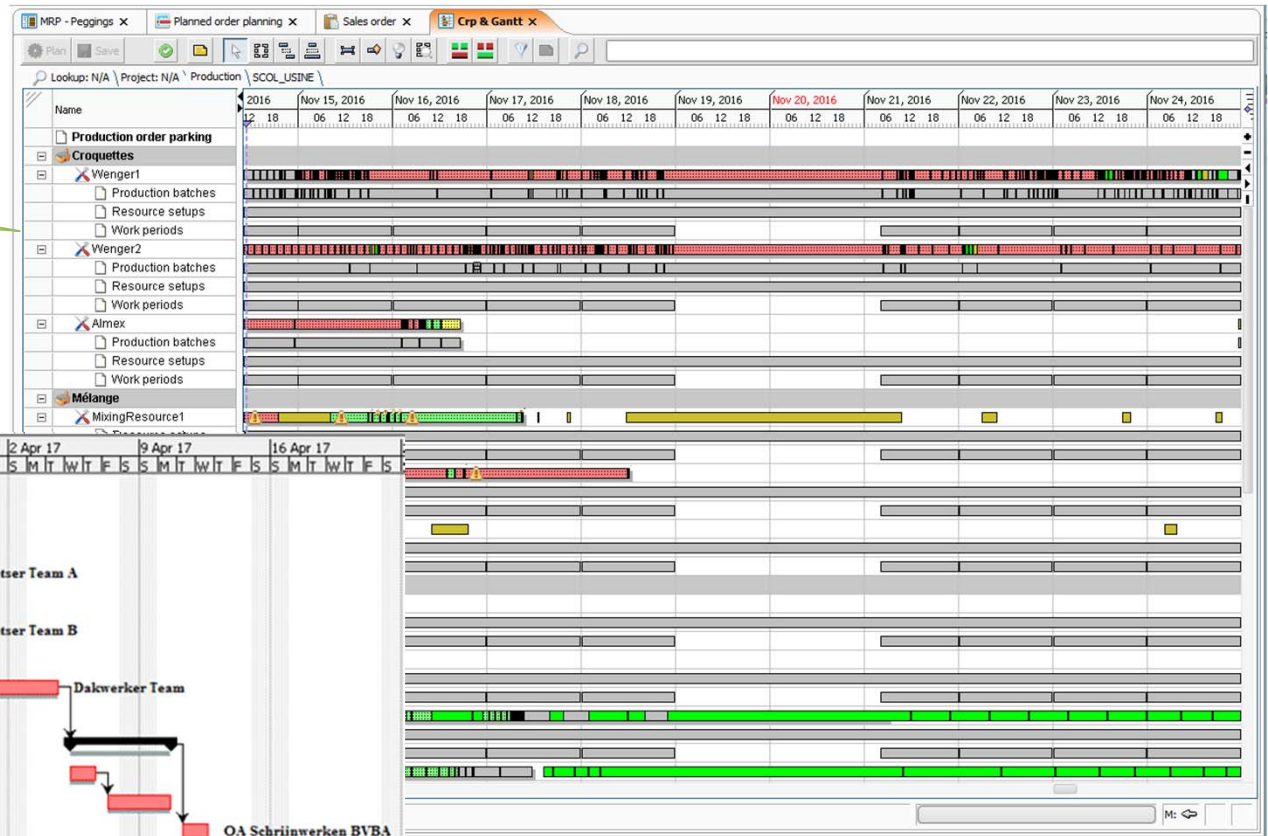 MRP - Peggings Planned order planning Sales order Crp & Gantt
Plan Save
Lookup: N/A Project: N/A Production SCOL_USINE
Name
2016 Nov 15, 2016 Nov 16, 2016 Nov 17, 2016 Nov 18, 2016 Nov 19, 2016 Nov 20, 2016 Nov 21, 2016 Nov 22, 2016 Nov 23, 2016 Nov 24, 2016
12 18 06 12 18 06 12 18 06 12 18 06 12 18 06 12 18 06 12 18 06 12 18 06 12 18 06 12 18 06 12 18
Production order parking
Croquettes
Wenger1
Production batches
Resource setups
Work periods
Wenger2
Production batches
Resource setups
Work periods
Almex
Production batches
Resource setups
Work periods
Mélange
MixingResource1
2 Apr 17 9 Apr 17 16 Apr 17
S M T W T F S S M T W T F S S M T W T F S
tser Team A
tser Team B
Dakwerker Team
OA Schrijnwerken BVBA
M: